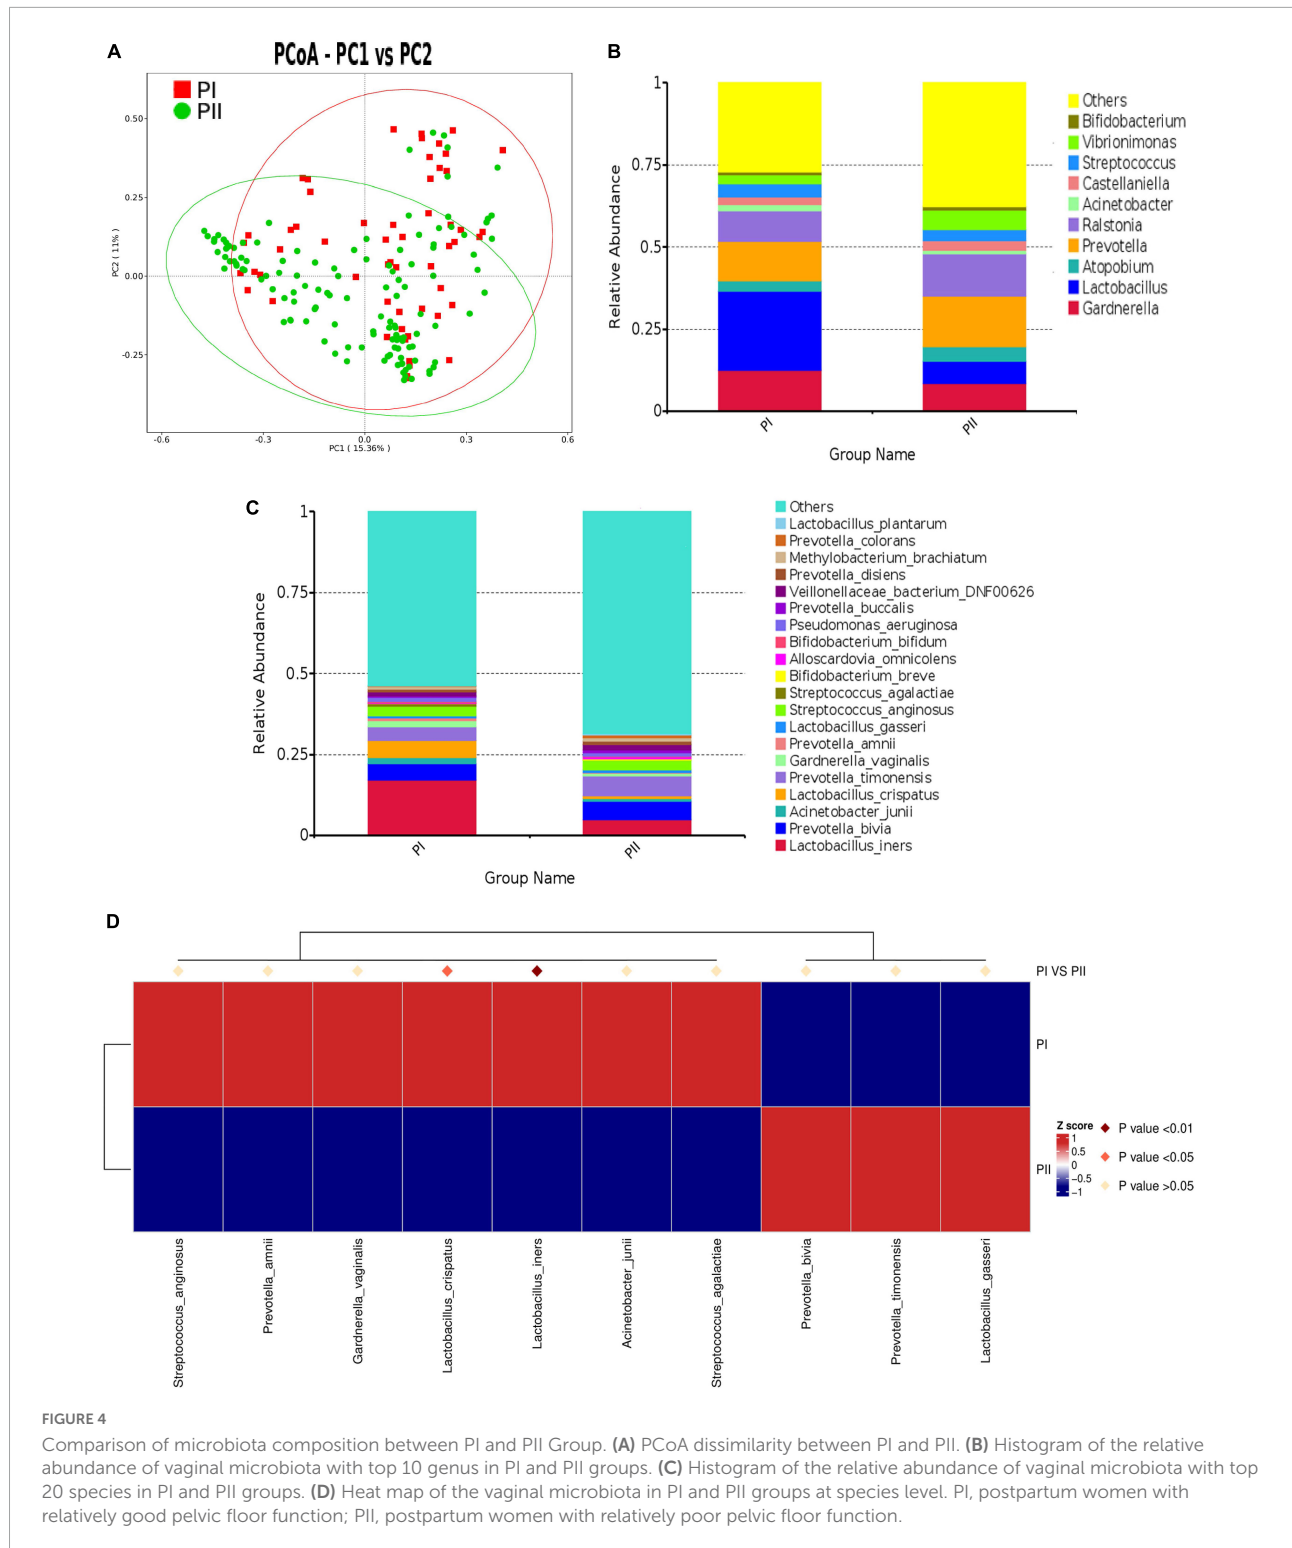 A
PCoA - PC1 vs PC2
PI
PII
0.50
0.25
0.00
-0.25
PC2 ( 11% )
-0.6
-0.3
0.0
0.3
0.6
PC1 ( 15.36% )
B
1
0.75
0.5
0.25
0
Relative Abundance
PI
PII
Group Name
Others
Bifidobacterium
Vibrionimonas
Streptococcus
Castellaniella
Acinetobacter
Ralstonia
Prevotella
Atopobium
Lactobacillus
Gardnerella
C
1
0.75
0.5
0.25
0
Relative Abundance
PI
PII
Group Name
Others
Lactobacillus_plantarum
Prevotella_colorans
Methylobacterium_brachiatum
Prevotella_disiens
Veillonellaceae_bacterium_DNF00626
Prevotella_buccalis
Pseudomonas_aeruginosa
Bifidobacterium_bifidum
Alloscardovia_omnicolens
Bifidobacterium_breve
Streptococcus_agalactiae
Streptococcus_anginosus
Lactobacillus_gasseri
Prevotella_amnii
Gardnerella_vaginalis
Prevotella_timonensis
Lactobacillus_crispatus
Acinetobacter_junii
Prevotella_bivia
Lactobacillus_iners
D
PI VS PII
PI
PII
Z score
1
0.5
0
−0.5
−1
P value <0.01
P value <0.05
P value >0.05
Streptococcus_anginosus
Prevotella_amnii
Gardnerella_vaginalis
Lactobacillus_crispatus
Lactobacillus_iners
Acinetobacter_junii
Streptococcus_agalactiae
Prevotella_bivia
Prevotella_timonensis
Lactobacillus_gasseri
FIGURE 4
Comparison of microbiota composition between PI and PII Group. (A) PCoA dissimilarity between PI and PII. (B) Histogram of the relative
abundance of vaginal microbiota with top 10 genus in PI and PII groups. (C) Histogram of the relative abundance of vaginal microbiota with top
20 species in PI and PII groups. (D) Heat map of the vaginal microbiota in PI and PII groups at species level. PI, postpartum women with
relatively good pelvic floor function; PII, postpartum women with relatively poor pelvic floor function.